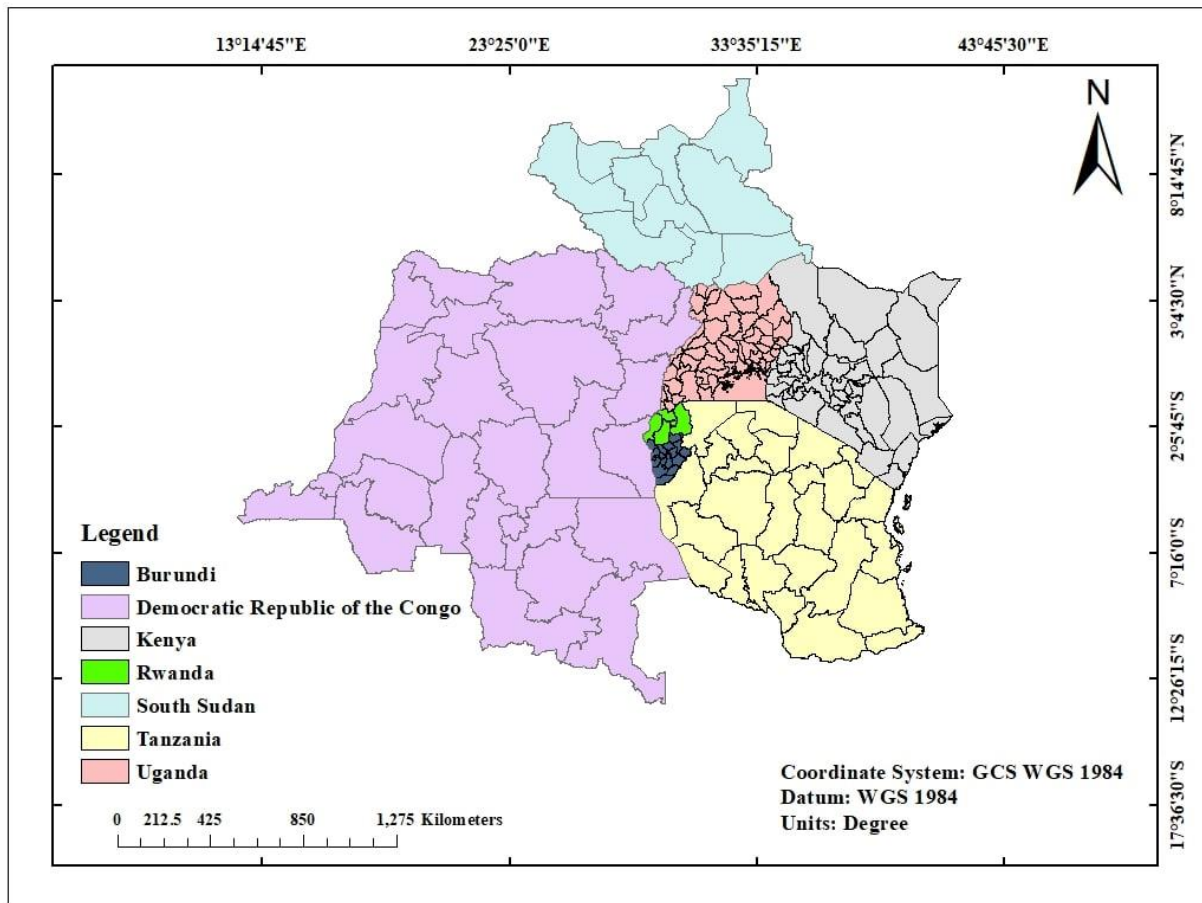 13°14'45"E 23°25'0"E 33°35'15"E 43°45'30"E
N
8°14'45"N
3°4'30"N
2°5'45"S
7°16'0"S
12°26'15"S
17°36'30"S
Legend
Burundi
Democratic Republic of the Congo
Kenya
Rwanda
South Sudan
Tanzania
Uganda
0 212.5 425 850 1,275 Kilometers
Coordinate System: GCS WGS 1984
Datum: WGS 1984
Units: Degree